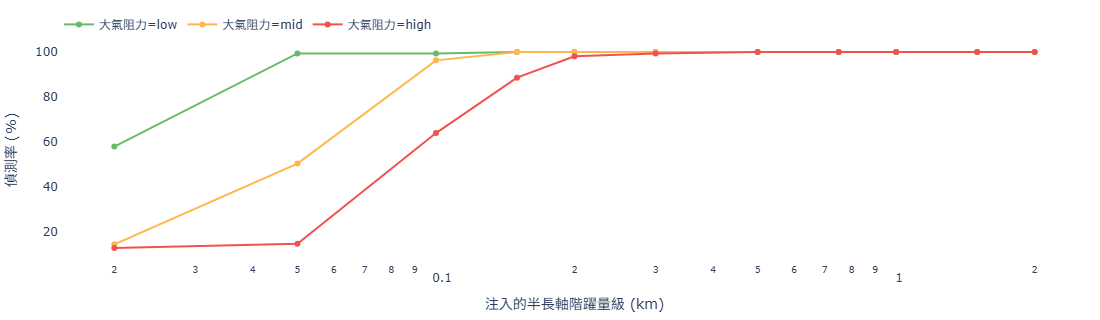 大氣阻力=low 大氣阻力=mid 大氣阻力=high
100
80
60
40
20
偵測率 (%)
2 3 4 5 6 7 8 9 0.1 2 3 4 5 6 7 8 9 1 2
注入的半長軸階躍量級 (km)